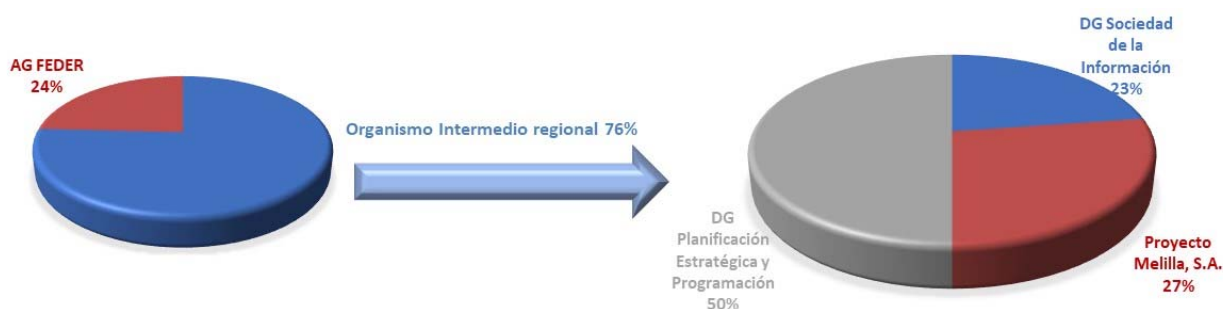 AG FEDER
24%
Organismo Intermedio regional 76%
DG Sociedad
de la
Información
23%
DG
Planificación
Estratégica y
Programación
50%
Proyecto
Melilla, S.A.
27%